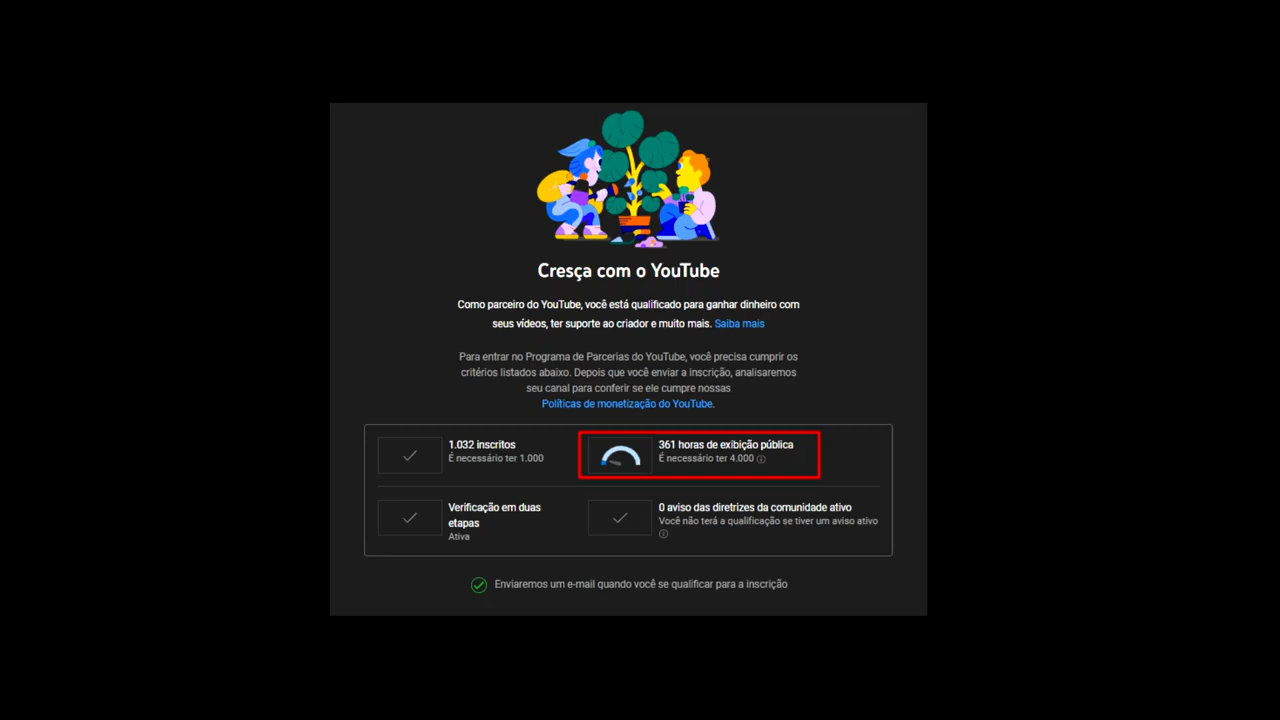 Cresça com o YouTube
Como parceiro do YouTube, você está qualificado para ganhar dinheiro com
seus vídeos, ter suporte ao criador e muito mais. Saiba mais
Para entrar no Programa de Parcerias do YouTube, você precisa cumprir os
critérios listados abaixo. Depois que você enviar a inscrição, analisaremos
seu canal para conferir se ele cumpre nossas
Políticas de monetização do YouTube.
1.032 inscritos
É necessário ter 1.000
361 horas de exibição pública
É necessário ter 4.000
Verificação em duas
etapas
Ativa
0 aviso das diretrizes da comunidade ativo
Você não terá a qualificação se tiver um aviso ativo
Enviaremos um e-mail quando você se qualificar para a inscrição